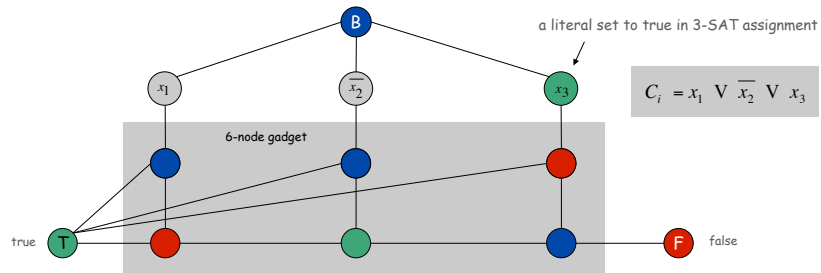 B
a literal set to true in 3-SAT assignment
x₁
x̅₂
x₃
Cᵢ = x₁ V x̅₂ V x₃
6-node gadget
true
T
F
false